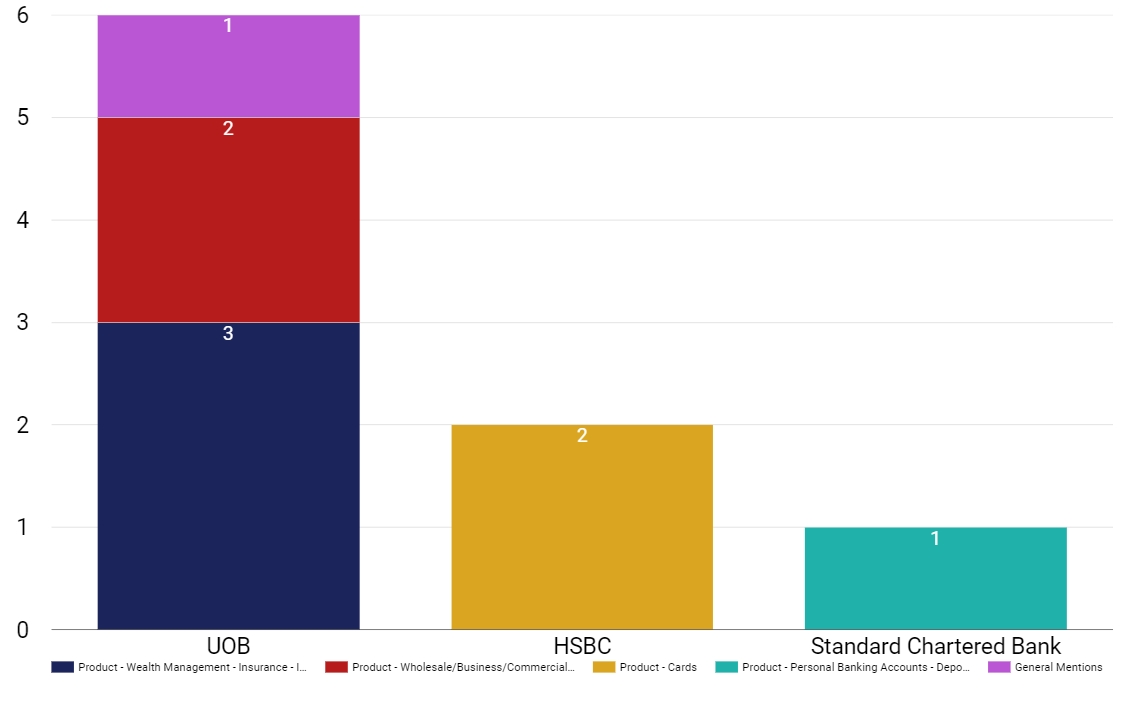 6
1
5
2
4
3
3
2
2
1
1
0
UOB
HSBC
Standard Chartered Bank
Product - Wealth Management - Insurance - I...
Product - Wholesale/Business/Commercial...
Product - Cards
Product - Personal Banking Accounts - Depo...
General Mentions